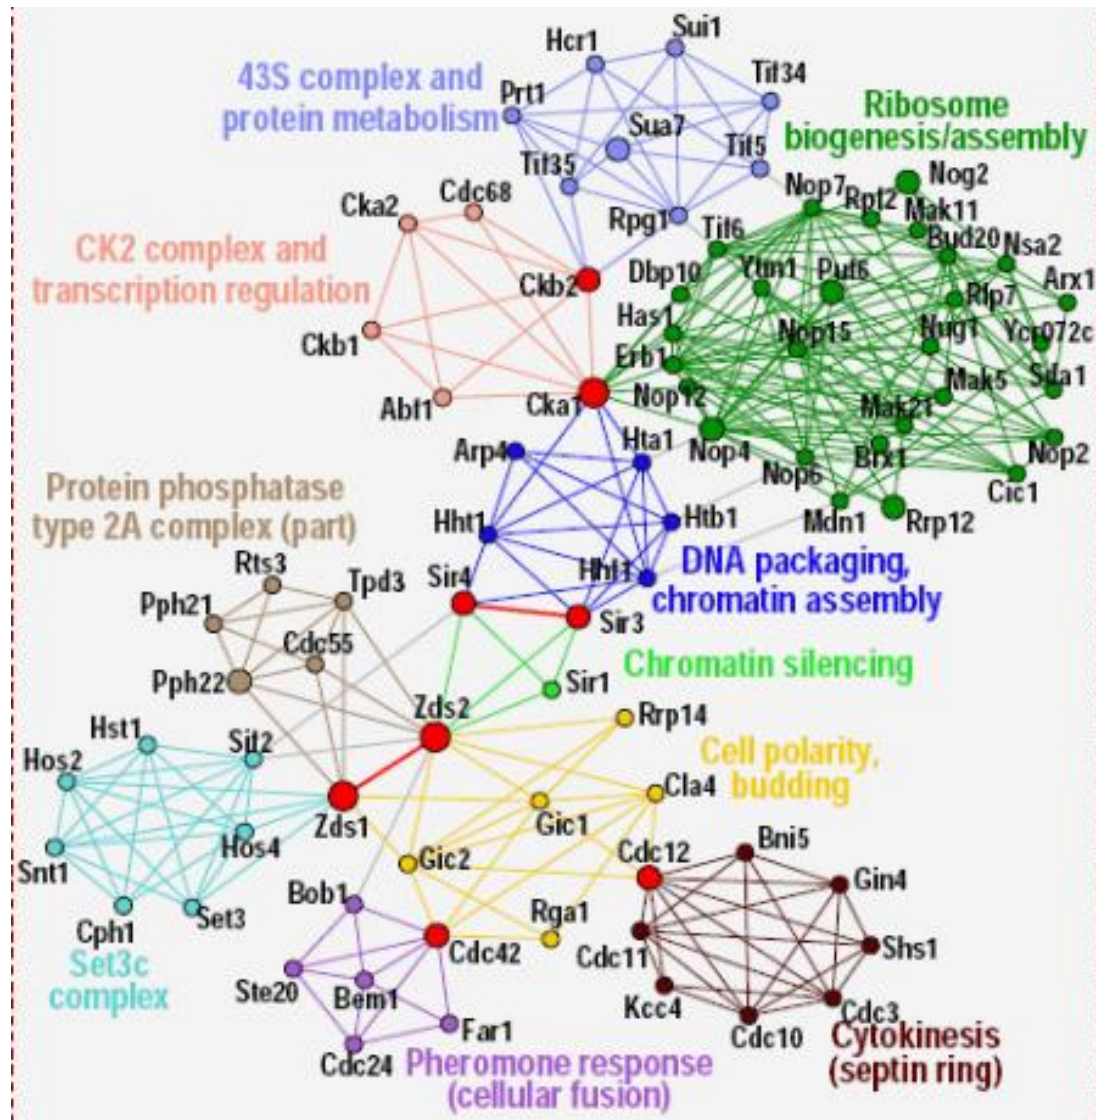 Sui1
Hcr1
43S complex and
protein metabolism
Tif34
Prt1
Ribosome
biogenesis/assembly
Sua7
Tif5
Tif35
Nog2
Cdc68
Nop7
Rpf2
Mak11
Cka2
Rpg1
Tif6
Bud20
Nsa2
CK2 complex and
transcription regulation
Dbp10
Ytm1
Puf6
Arx1
Ckb2
Rlp7
Has1
Nop15
Nug1
Ycr072c
Ckb1
Erb1
Sda1
Mak5
Abf1
Cka1
Nop12
Mak21
Arp4
Hta1
Nop4
Nop6
Brx1
Nop2
Cic1
Protein phosphatase
type 2A complex (part)
Hht1
Htb1
Mdn1
Rrp12
Rts3
Tpd3
Sir4
Hhf1
DNA packaging,
chromatin assembly
Pph21
Sir3
Cdc55
Chromatin silencing
Pph22
Sir1
Zds2
Rrp14
Hst1
Sif2
Hos2
Cell polarity,
budding
Cla4
Zds1
Gic1
Hos4
Snt1
Gic2
Cdc12
Bni5
Gin4
Bob1
Set3
Cph1
Rga1
Cdc42
Cdc11
Shs1
Set3c
complex
Ste20
Bem1
Kcc4
Cdc3
Far1
Cdc10
Cytokinesis
(septin ring)
Cdc24
Pheromone response
(cellular fusion)